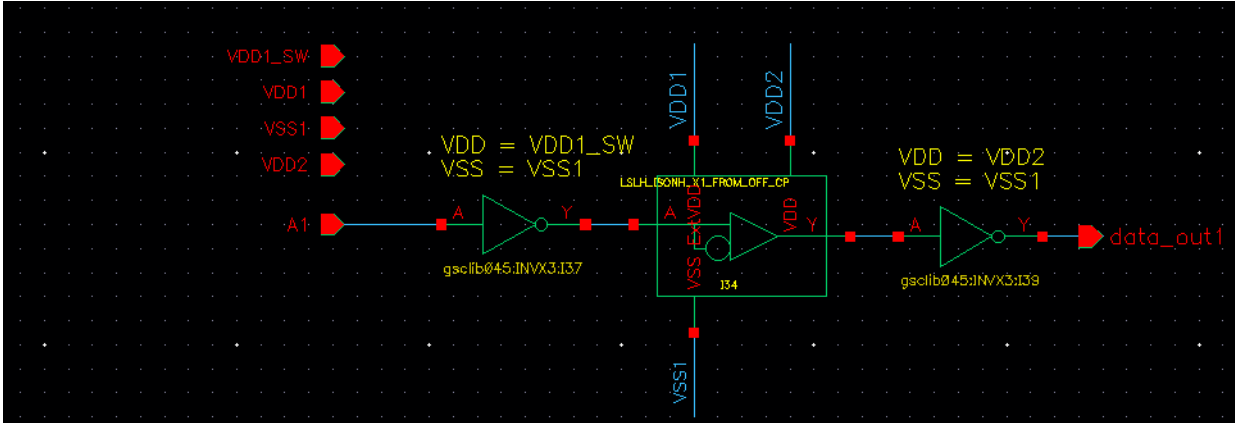 VDD1_SW
VDD1
VSS1
VDD2
A1
VDD = VDD1_SW
VSS = VSS1
A
Y
gsclib045:INVX3:I37
VDD1
VDD2
LSLH_ISONH_X1_FROM_OFF_CP
A
ExtVDD
VDD
Y
VSS
I34
VSS1
VDD = VDD2
VSS = VSS1
A
Y
gsclib045:INVX3:I39
data_out1